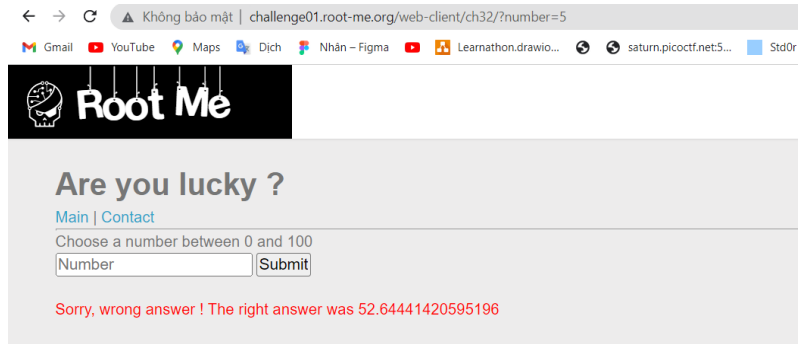 Không bảo mật | challenge01.root-me.org/web-client/ch32/?number=5
Gmail YouTube Maps Dịch Nhân – Figma Learnathon.drawio... saturn.picoctf.net:5... Std0r
Root Me
Are you lucky ?
Main | Contact
Choose a number between 0 and 100
Number Submit
Sorry, wrong answer ! The right answer was 52.64441420595196